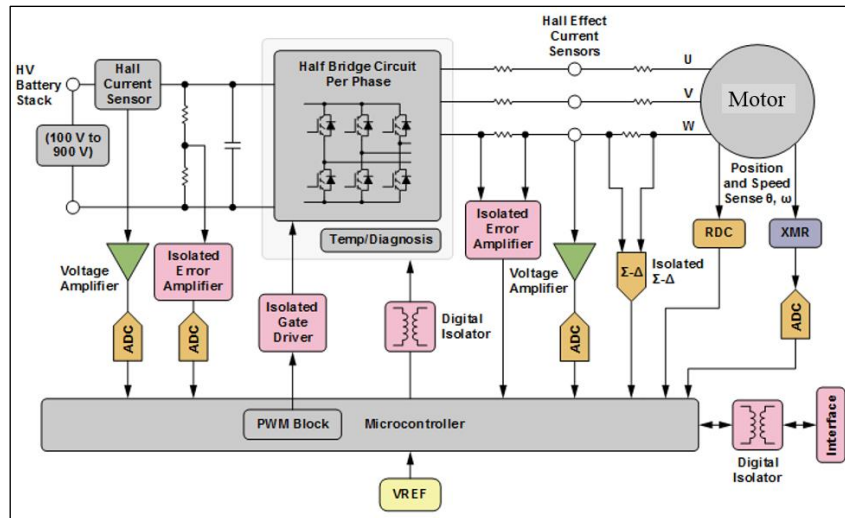 Hall Effect
Current
Sensors
HV
Battery
Stack
Hall
Current
Sensor
Half Bridge Circuit
Per Phase
U
V
W
Motor
(100 V to
900 V)
Position
and Speed
Sense θ, ω
Temp/Diagnosis
Isolated
Error
Amplifier
RDC
XMR
Voltage
Amplifier
Isolated
Error
Amplifier
Isolated
Gate
Driver
Digital
Isolator
Voltage
Amplifier
Σ-Δ
Isolated
Σ-Δ
ADC
ADC
ADC
ADC
PWM Block
Microcontroller
Interface
Digital
Isolator
VREF